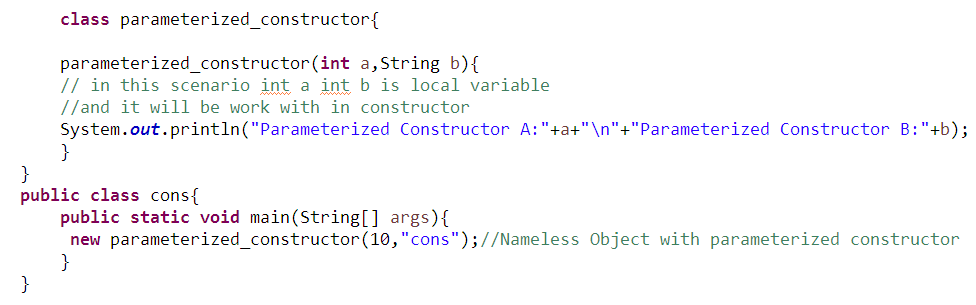 class parameterized_constructor{
parameterized_constructor(int a,String b){
// in this scenario int a int b is local variable
//and it will be work with in constructor
System.out.println("Parameterized Constructor A:"+a+"\n"+"Parameterized Constructor B:"+b);
}
}
public class cons{
public static void main(String[] args){
new parameterized_constructor(10,"cons");//Nameless Object with parameterized constructor
}
}